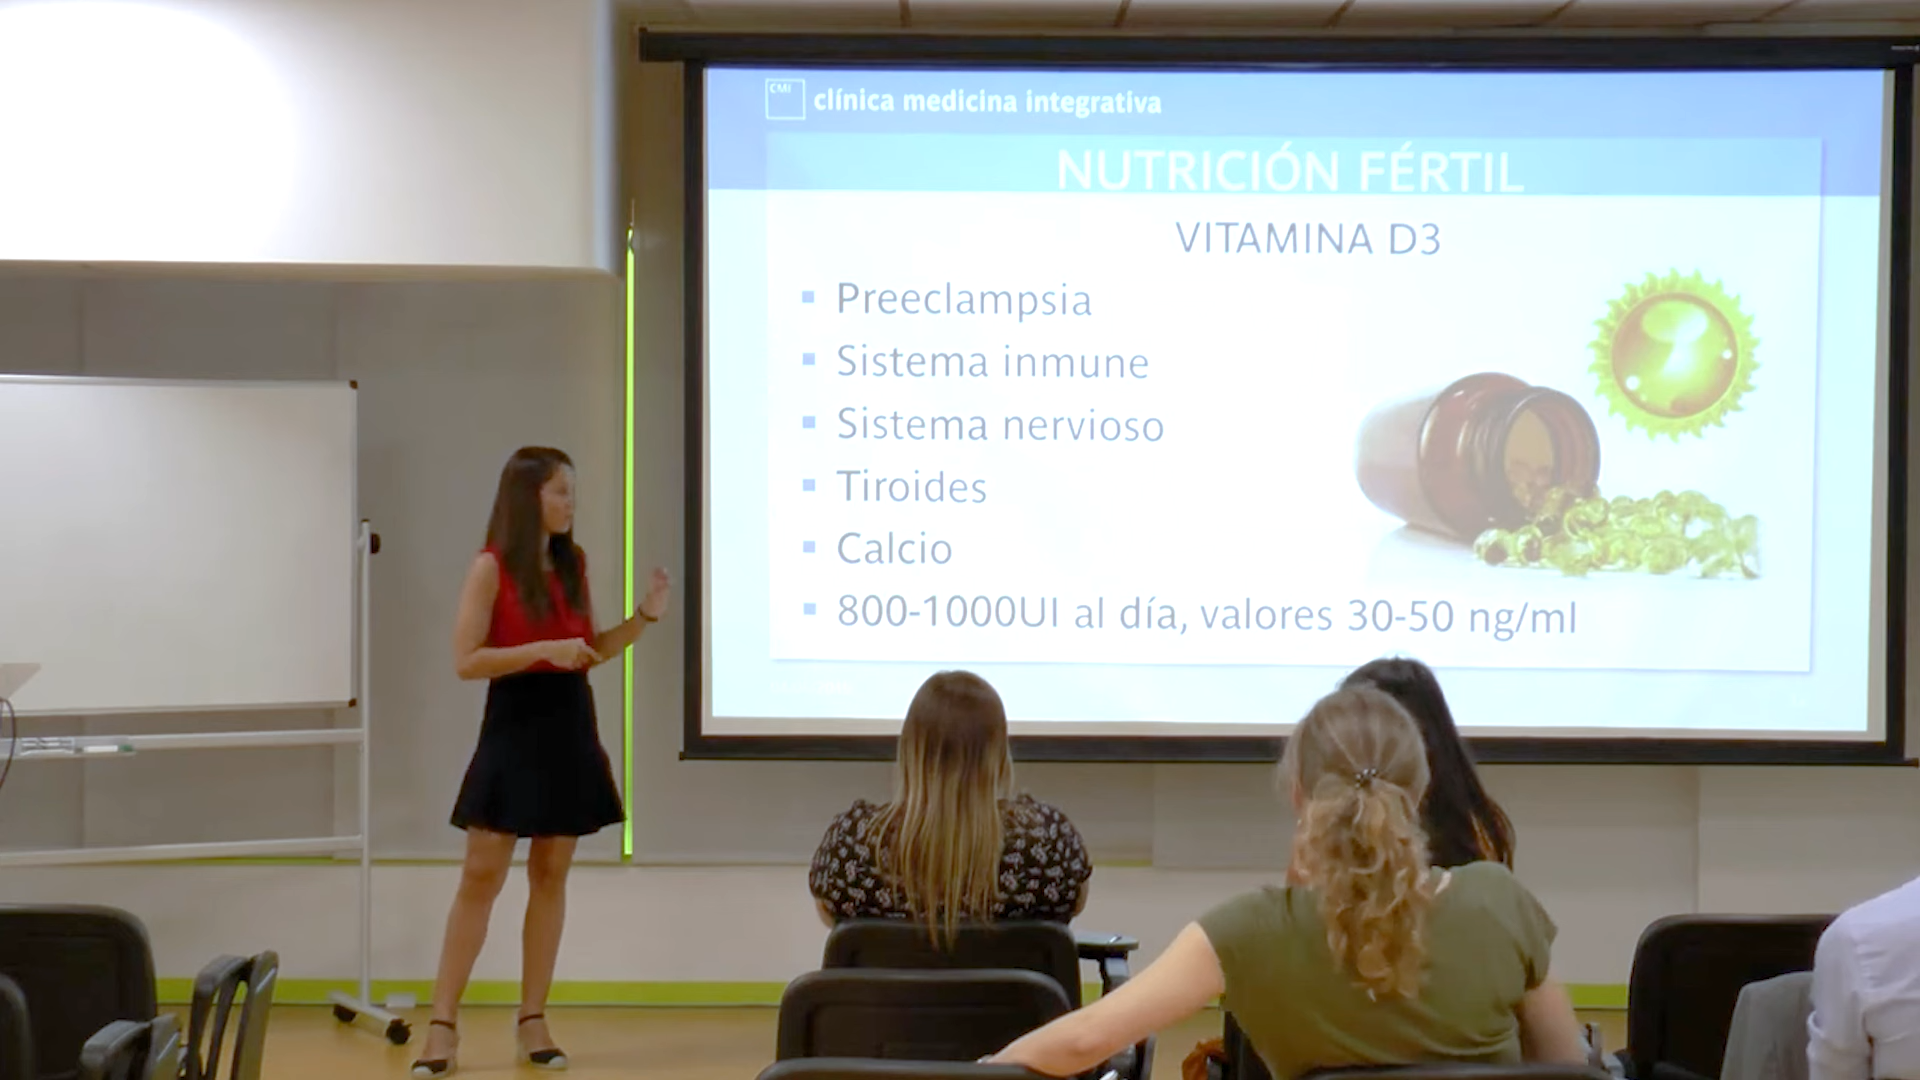 CMI
clínica medicina integrativa
NUTRICIÓN FÉRTIL
VITAMINA D3
Preeclampsia
Sistema inmune
Sistema nervioso
Tiroides
Calcio
800-1000UI al día, valores 30-50 ng/ml